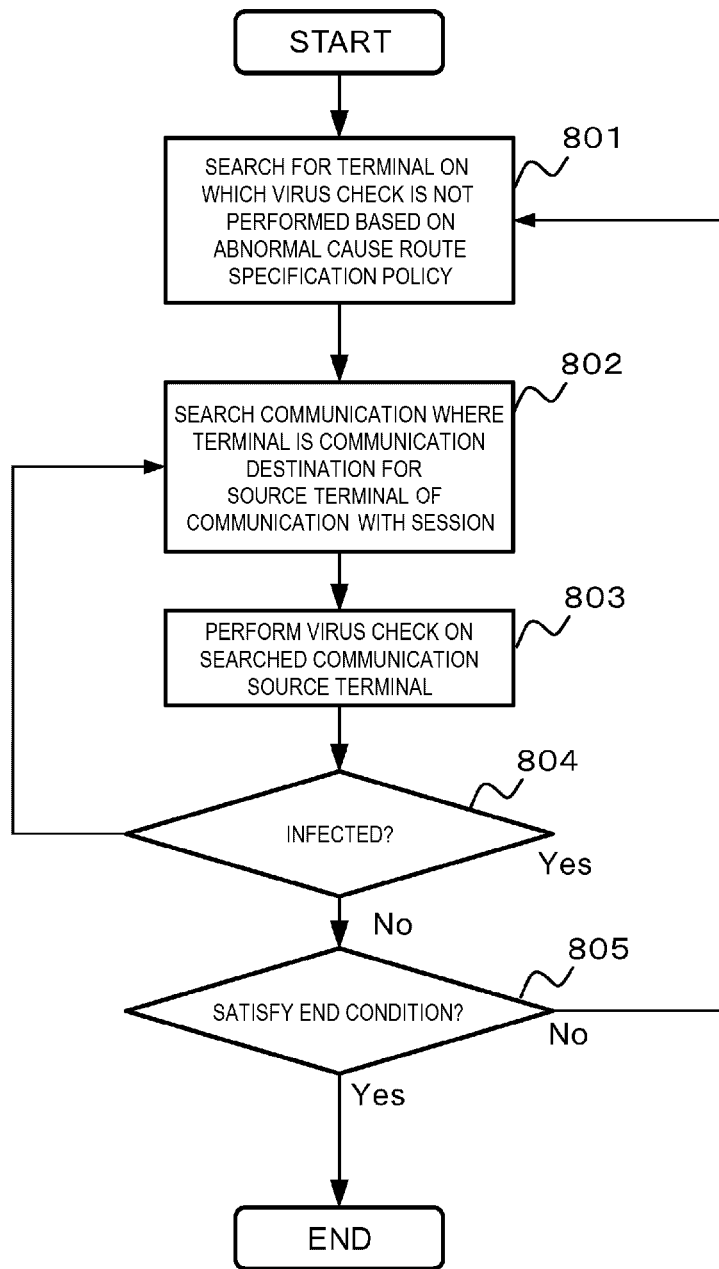 START
801
SEARCH FOR TERMINAL ON
WHICH VIRUS CHECK IS NOT
PERFORMED BASED ON
ABNORMAL CAUSE ROUTE
SPECIFICATION POLICY
802
SEARCH COMMUNICATION WHERE
TERMINAL IS COMMUNICATION
DESTINATION FOR
SOURCE TERMINAL OF
COMMUNICATION WITH SESSION
803
PERFORM VIRUS CHECK ON
SEARCHED COMMUNICATION
SOURCE TERMINAL
804
INFECTED?
Yes
No
805
SATISFY END CONDITION?
No
Yes
END